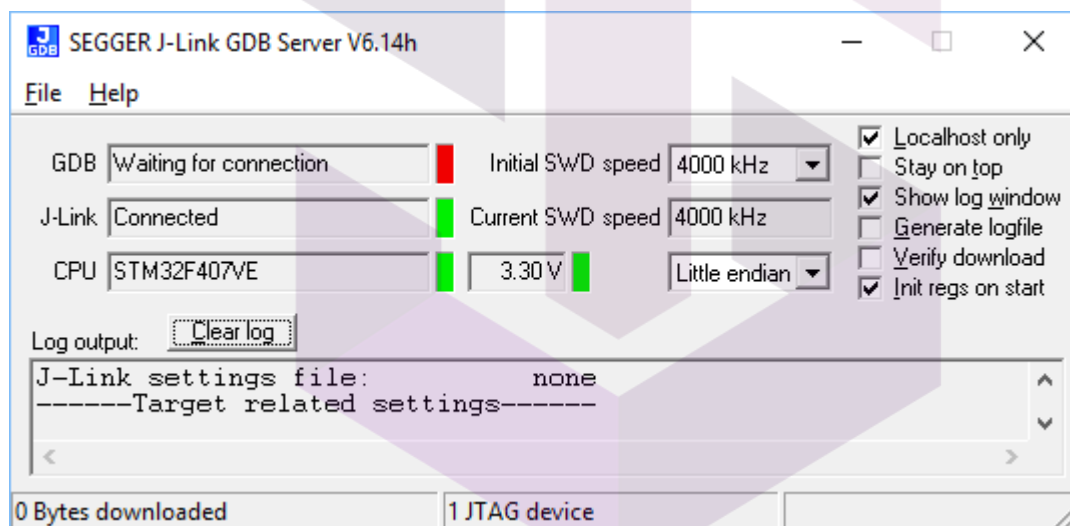 J
GDB
SEGGER J-Link GDB Server V6.14h
File Help
GDB Waiting for connection Initial SWD speed 4000 kHz
J-Link Connected Current SWD speed 4000 kHz
CPU STM32F407VE 3.30 V Little endian
Localhost only
Stay on top
Show log window
Generate logfile
Verify download
Init regs on start
Log output: Clear log
J-Link settings file: none
------Target related settings------
0 Bytes downloaded 1 JTAG device